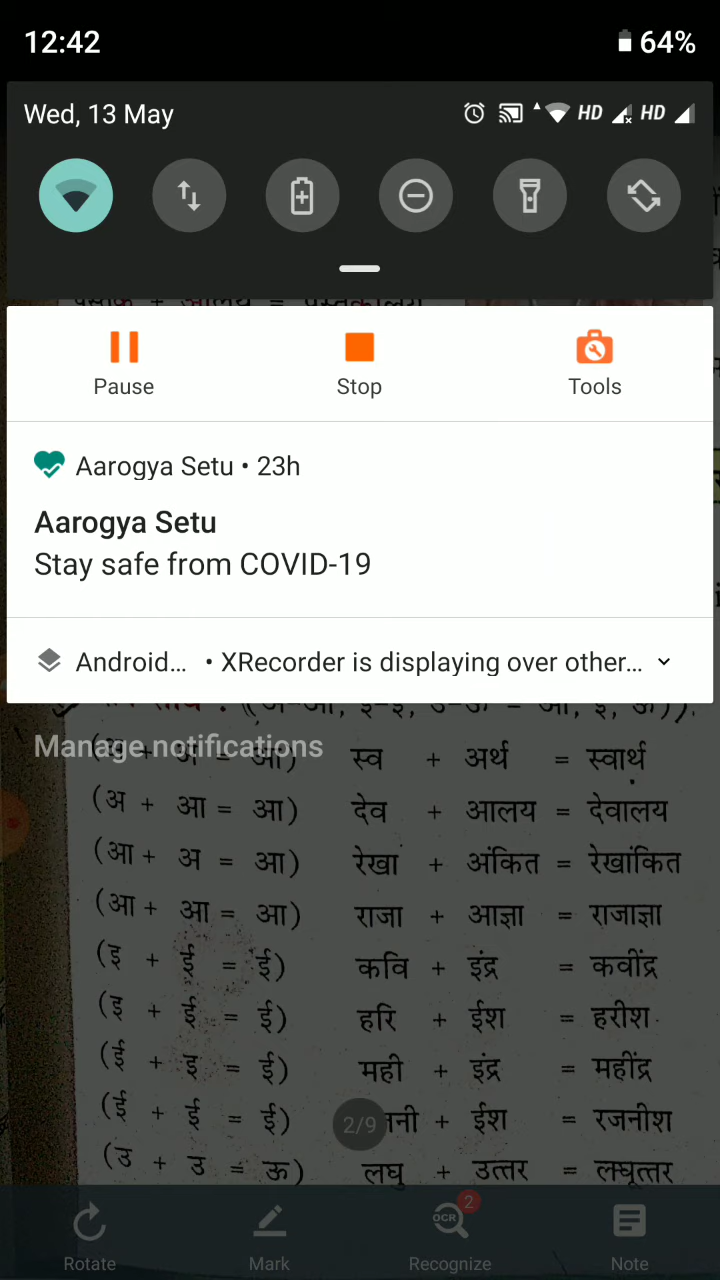 12:42 64%
Wed, 13 May HD HD
Pause Stop Tools
Aarogya Setu • 23h
Aarogya Setu
Stay safe from COVID-19
Android... • XRecorder is displaying over other...
Manage notifications
स्व + अर्थ = स्वार्थ
(अ + आ = आ) देव + आलय = देवालय
(आ + अ = आ) रेखा + अंकित = रेखांकित
(आ + आ = आ) राजा + आज्ञा = राजाज्ञा
(इ + ई = ई) कवि + इंद्र = कवींद्र
(इ + ई = ई) हरि + ईश = हरीश
(ई + इ = ई) मही + इंद्र = महींद्र
(ई + ई = ई) नी + ईश = रजनीश
2/9
(उ + उ = ऊ) लघु + उत्तर = लघूत्तर
OCR 2
Rotate Mark Recognize Note